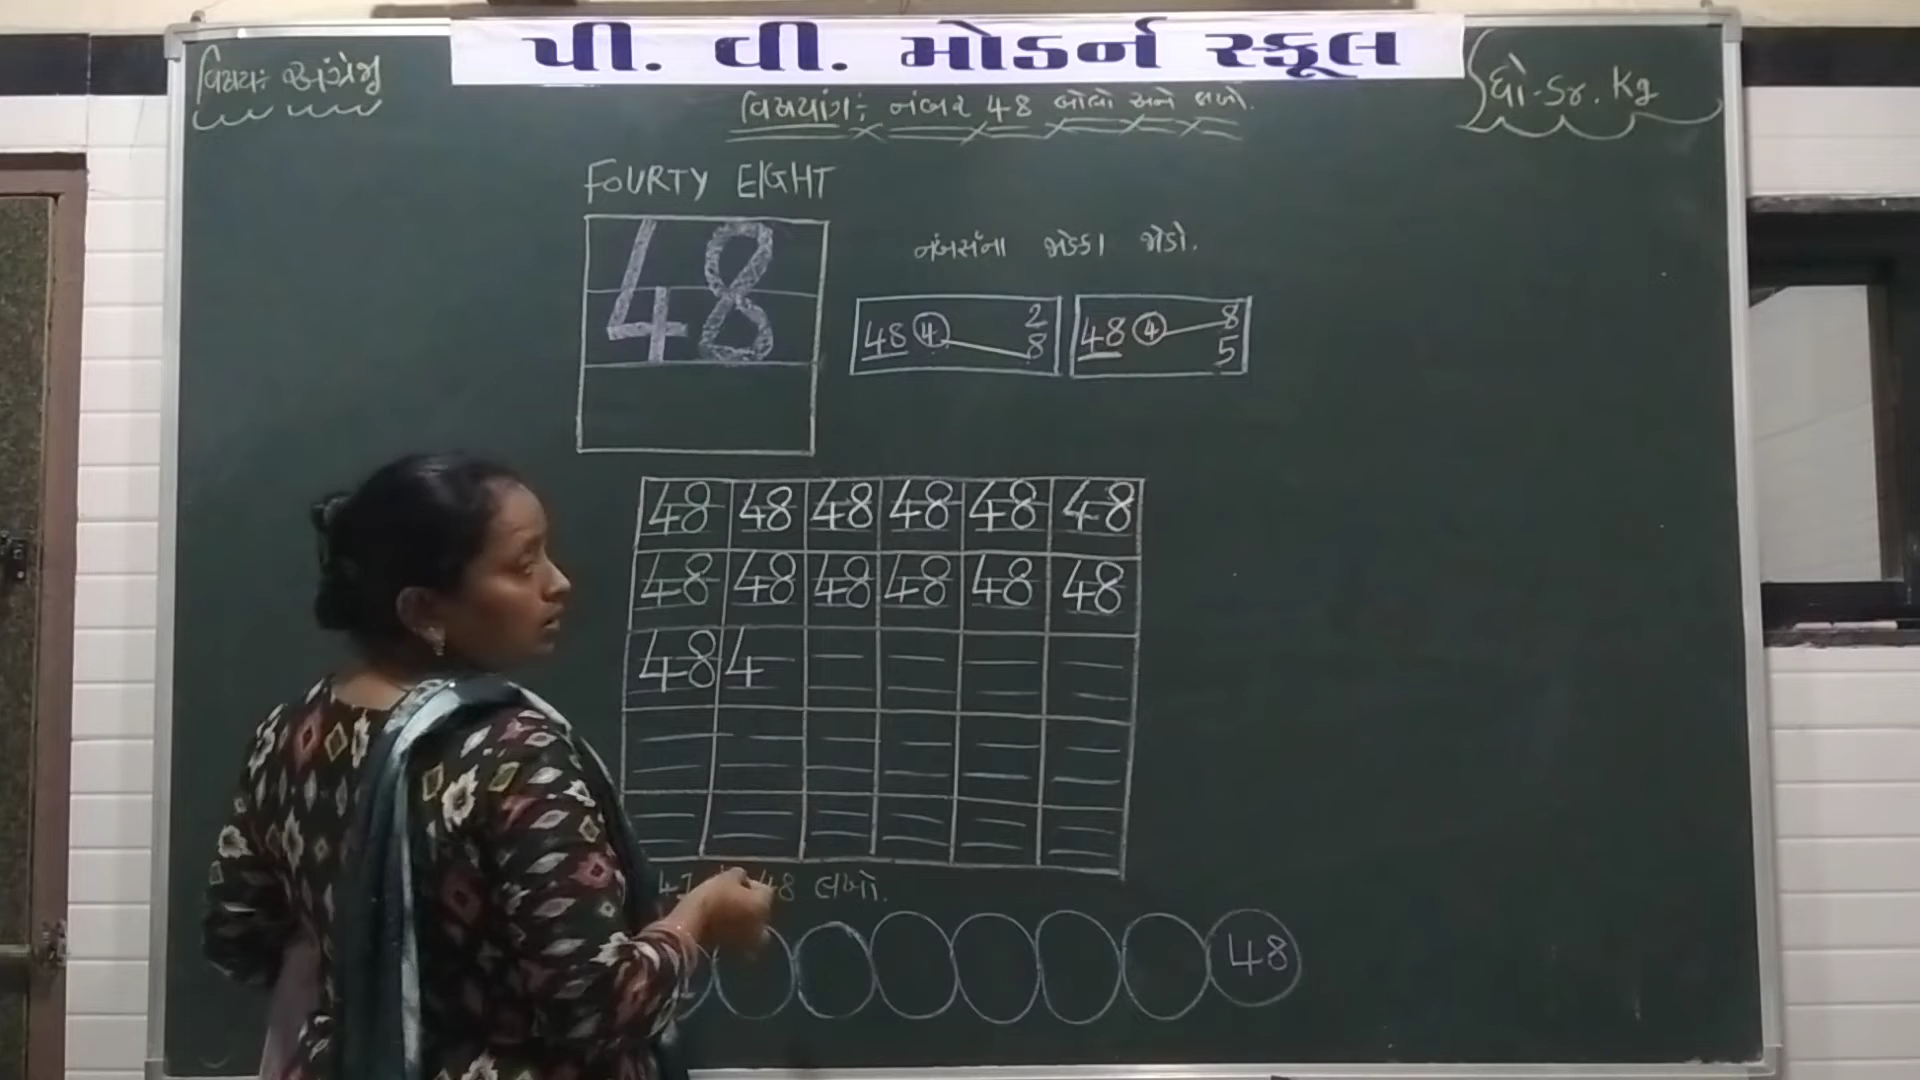 પી. વી. મોડર્ન સ્કૂલ
વિષય: અંગ્રેજી
ધો-Sr. Kg
વિષયાંગ: નંબર 48 બોલો અને લખો.
FOURTY EIGHT
48
નંબરના જોડકા જોડો.
48 4 2 8
48 4 8 5
48 48 48 48 48 48
48 48 48 48 48 48
48 4
48 લખો.
48